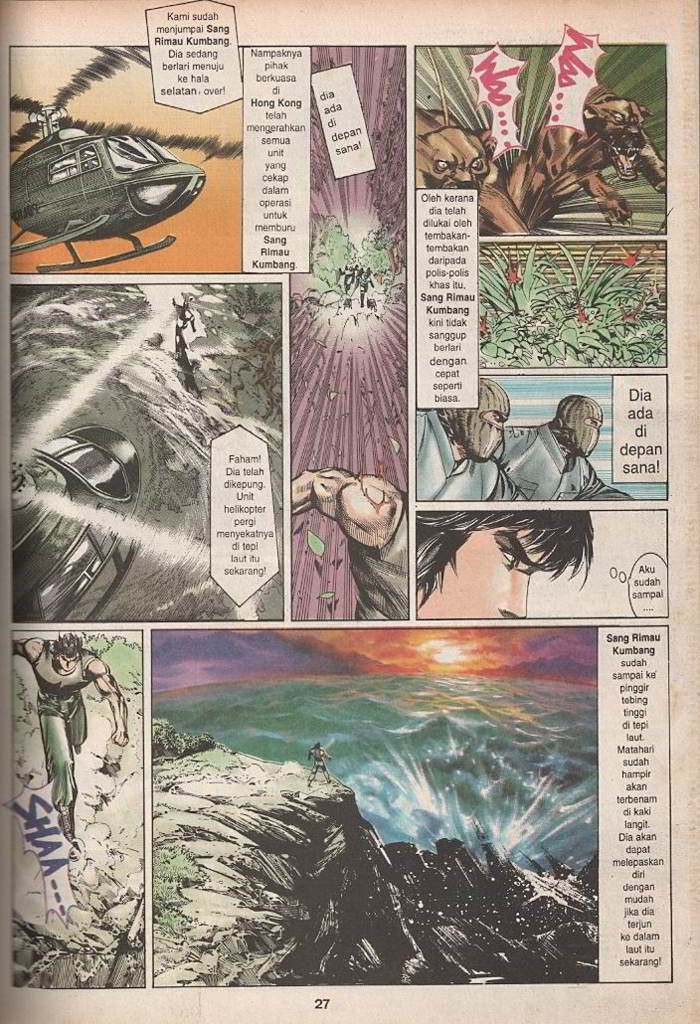 Kami sudah
menjumpai Sang
Rimau Kumbang.
Dia sedang
berlari menuju
ke hala
selatan, over!
Nampaknya
pihak
berkuasa
di
Hong Kong
telah
mengerahkan
semua
unit
yang
cekap
dalam
operasi
untuk
memburu
Sang
Rimau
Kumbang.
dia
ada
di
depan
sana!
Oleh kerana
dia telah
dilukai oleh
tembakan-
tembakan
daripada
polis-polis
khas itu,
Sang Rimau
Kumbang
kini tidak
sanggup
berlari
dengan
cepat
seperti
biasa.
Dia
ada
di
depan
sana!
Faham!
Dia telah
dikepung. Unit
helikopter
pergi
menyekatnya
di tepi
laut itu
sekarang!
Aku
sudah
sampai
....
SHAA---
Sang Rimau
Kumbang
sudah
sampai ke
pinggir
tebing
tinggi
di tepi
laut.
Matahari
sudah
hampir
akan
terbenam
di kaki
langit.
Dia akan
dapat
melepaskan
diri
dengan
mudah
jika dia
terjun
ke dalam
laut itu
sekarang!
27